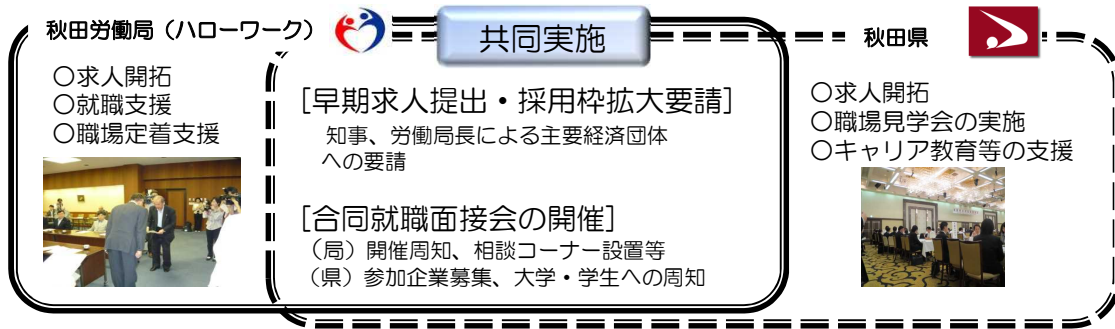 秋田労働局（ハローワーク）
○求人開拓
○就職支援
○職場定着支援
共同実施
[早期求人提出・採用枠拡大要請]
知事、労働局長による主要経済団体
への要請
[合同就職面接会の開催]
（局）開催周知、相談コーナー設置等
（県）参加企業募集、大学・学生への周知
秋田県
○求人開拓
○職場見学会の実施
○キャリア教育等の支援